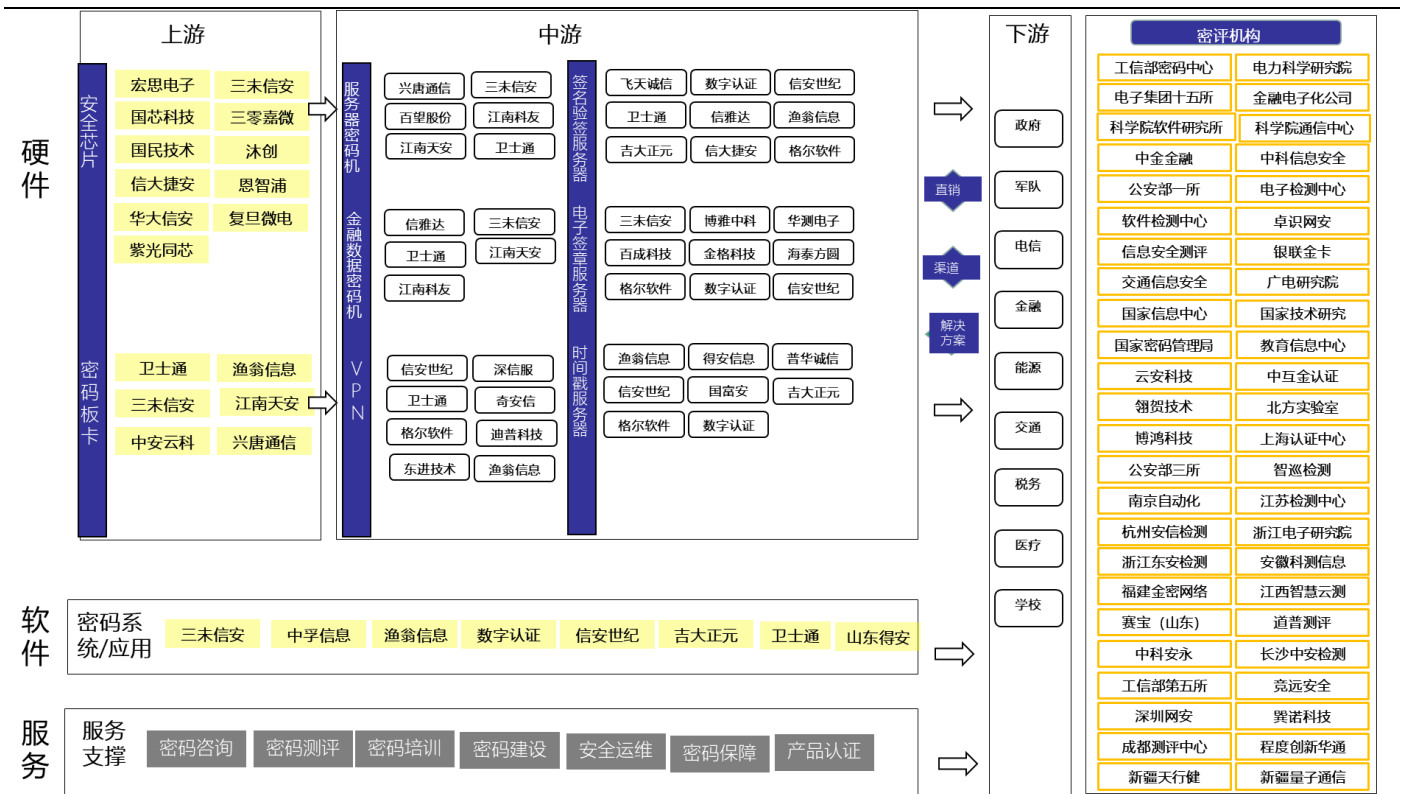 上游
中游
下游
密评机构
硬件
安全芯片
宏思电子
三未信安
国芯科技
三零嘉微
国民技术
沐创
信大捷安
恩智浦
华大信安
复旦微电
紫光同芯
密码板卡
卫士通
渔翁信息
三未信安
江南天安
中安云科
兴唐通信
服务器密码机
兴唐通信
三未信安
百望股份
江南科友
江南天安
卫士通
金融数据密码机
信雅达
三未信安
卫士通
江南天安
江南科友
VPN
信安世纪
深信服
卫士通
奇安信
格尔软件
迪普科技
东进技术
渔翁信息
签名验签服务器
飞天诚信
数字认证
信安世纪
卫士通
信雅达
渔翁信息
吉大正元
信大捷安
格尔软件
电子签章服务器
三未信安
博雅中科
华测电子
百成科技
金格科技
海泰方圆
格尔软件
数字认证
信安世纪
时间戳服务器
渔翁信息
得安信息
普华诚信
信安世纪
国富安
吉大正元
格尔软件
数字认证
直销
渠道
解决
方案
政府
军队
电信
金融
能源
交通
税务
医疗
学校
工信部密码中心
电力科学研究院
电子集团十五所
金融电子化公司
科学院软件研究所
科学院通信中心
中金金融
中科信息安全
公安部一所
电子检测中心
软件检测中心
卓识网安
信息安全测评
银联金卡
交通信息安全
广电研究院
国家信息中心
国家技术研究
国家密码管理局
教育信息中心
云安科技
中互金认证
翎贺技术
北方实验室
博鸿科技
上海认证中心
公安部三所
智巡检测
南京自动化
江苏检测中心
杭州安信检测
浙江电子研究院
浙江东安检测
安徽科测信息
福建金密网络
江西智慧云测
赛宝（山东）
道普测评
中科安永
长沙中安检测
工信部第五所
竞远安全
深圳网安
巽诺科技
成都测评中心
程度创新华通
新疆天行健
新疆量子通信
软件
密码系
统/应用
三未信安
中孚信息
渔翁信息
数字认证
信安世纪
吉大正元
卫士通
山东得安
服务
服务
支撑
密码咨询
密码测评
密码培训
密码建设
安全运维
密码保障
产品认证